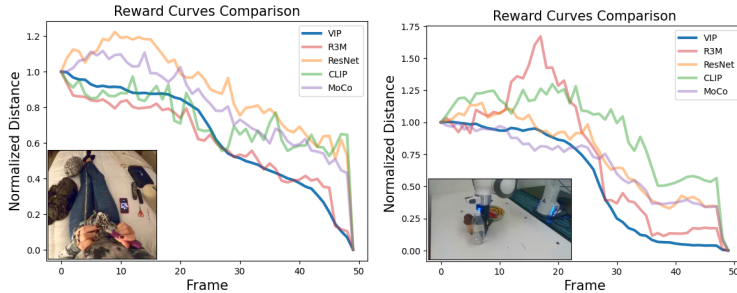 Reward Curves Comparison
Normalized Distance
1.2
1.0
0.8
0.6
0.4
0.2
0.0
VIP
R3M
ResNet
CLIP
MoCo
0
10
20
30
40
50
Frame
Reward Curves Comparison
Normalized Distance
1.75
1.50
1.25
1.00
0.75
0.50
0.25
0.00
VIP
R3M
ResNet
CLIP
MoCo
0
10
20
30
40
50
Frame